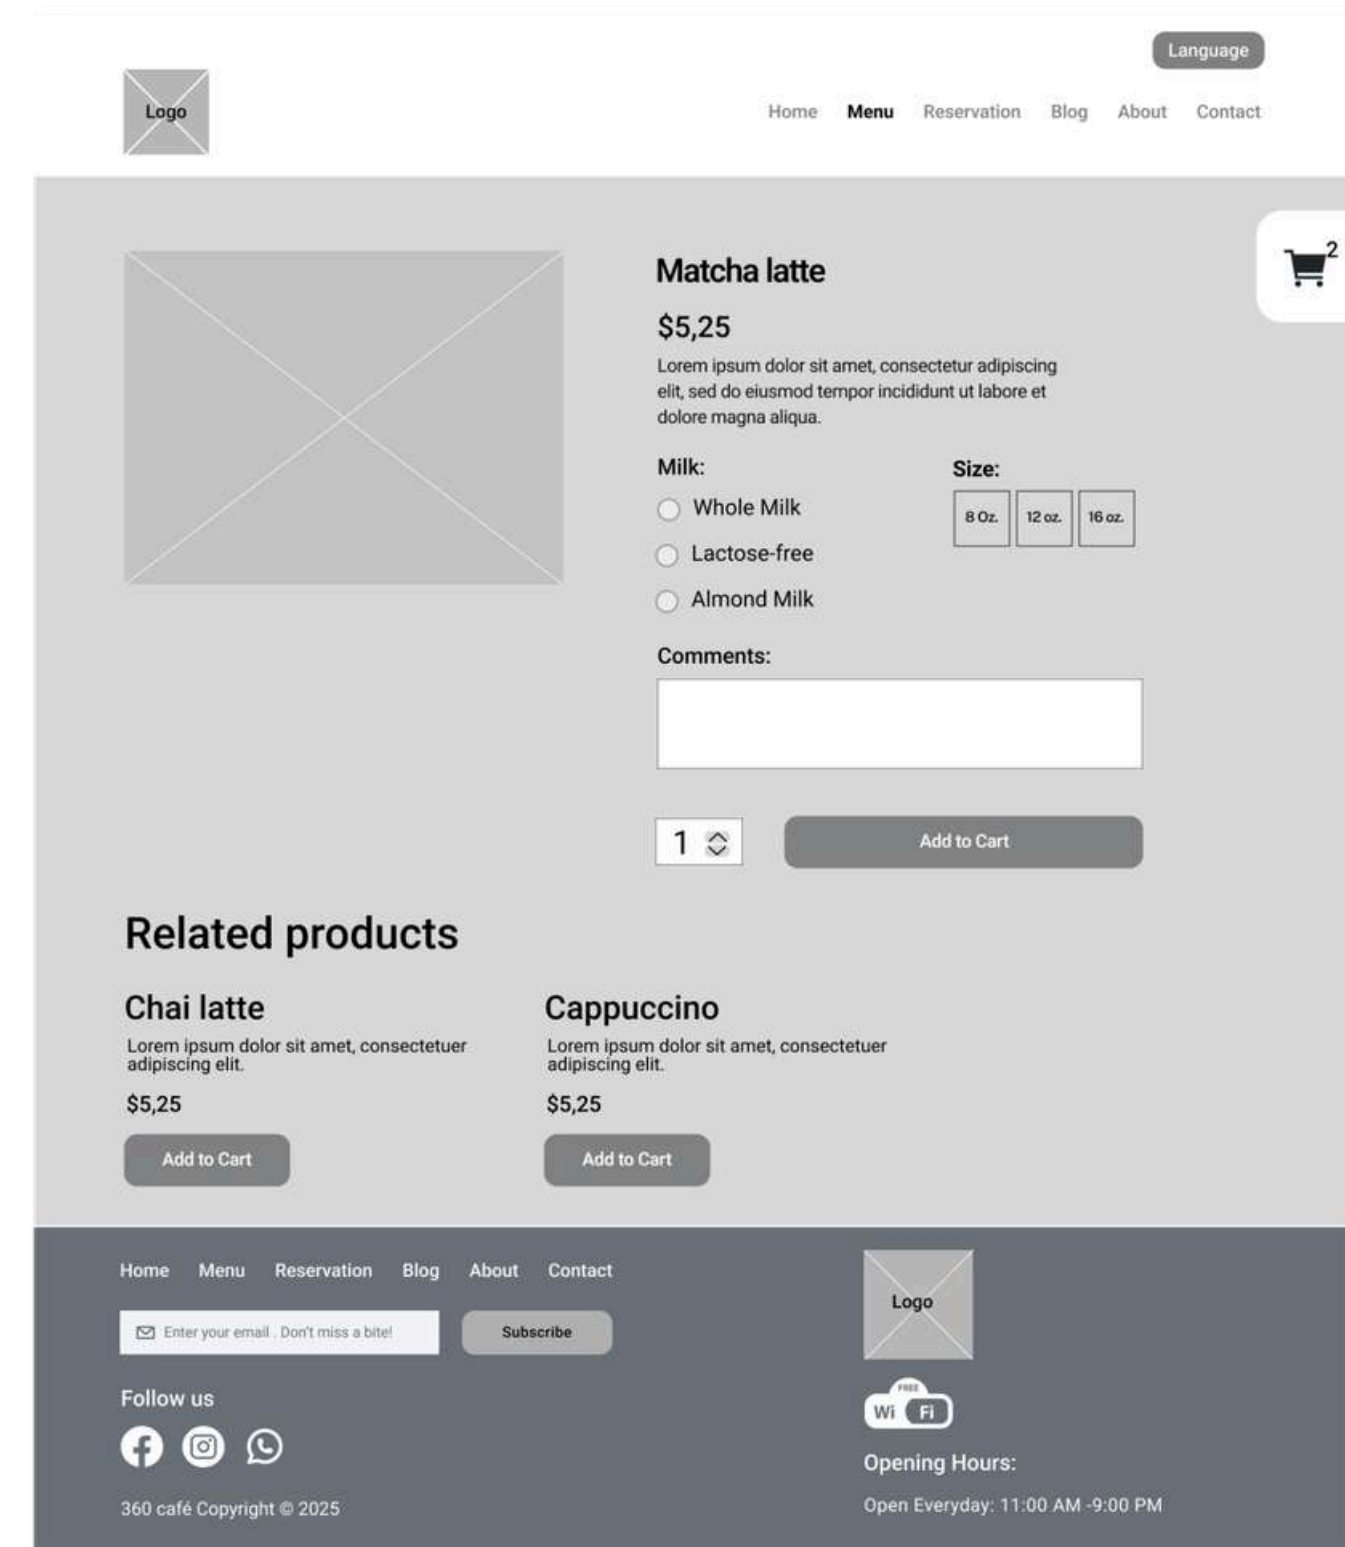 Language
Logo
Home Menu Reservation Blog About Contact
2
Matcha latte
$5,25
Lorem ipsum dolor sit amet, consectetur adipiscing
elit, sed do eiusmod tempor incididunt ut labore et
dolore magna aliqua.
Milk:
Whole Milk
Lactose-free
Almond Milk
Size:
8 Oz. 12 oz. 16 oz.
Comments:
1
Add to Cart
Related products
Chai latte
Lorem ipsum dolor sit amet, consectetuer
adipiscing elit.
$5,25
Add to Cart
Cappuccino
Lorem ipsum dolor sit amet, consectetuer
adipiscing elit.
$5,25
Add to Cart
Home Menu Reservation Blog About Contact
Enter your email . Don't miss a bite!
Subscribe
Follow us
360 café Copyright © 2025
Logo
FREE
Wi Fi
Opening Hours:
Open Everyday: 11:00 AM -9:00 PM